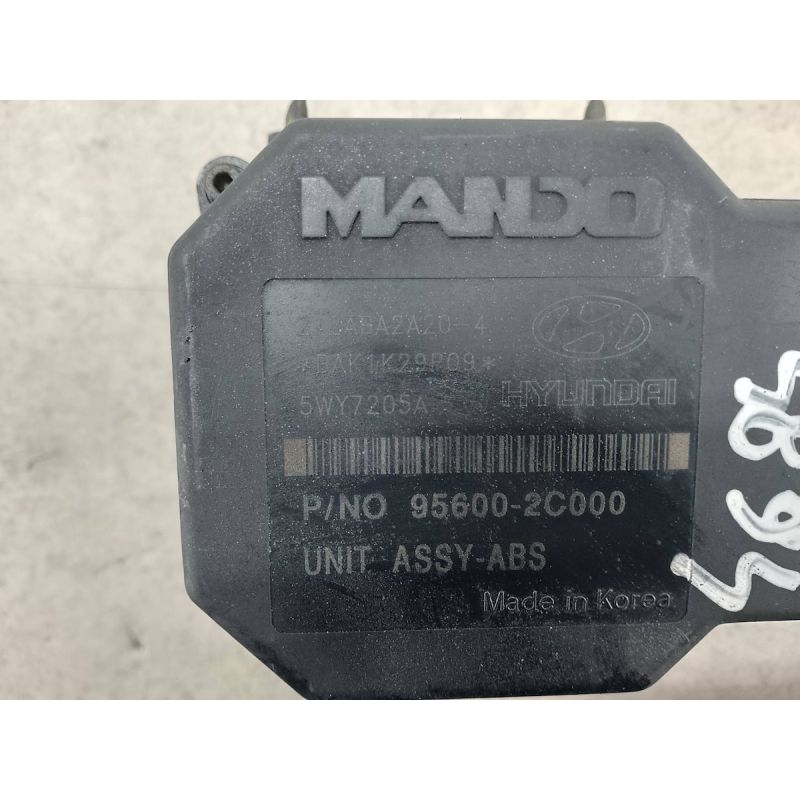 MANDO
HYUNDAI
5WY7205A
P/NO 95600-2C000
UNIT ASSY-ABS
Made in Korea